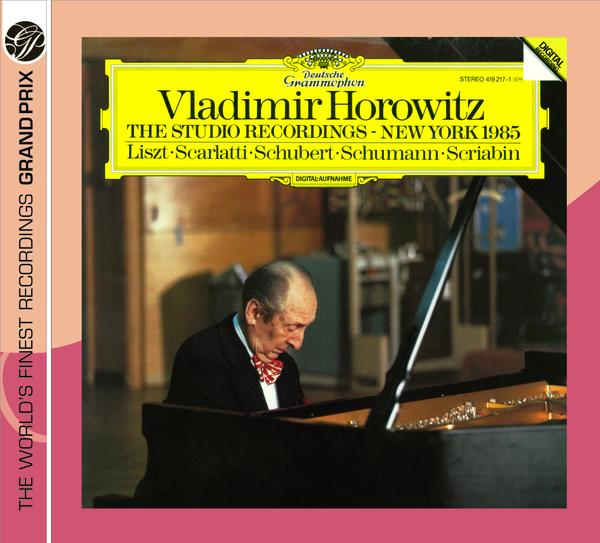 GP
THE WORLD'S FINEST RECORDINGS GRAND PRIX
DIGITAL
Deutsche
Grammophon
STEREO 419 217-1
Vladimir Horowitz
THE STUDIO RECORDINGS - NEW YORK 1985
Liszt · Scarlatti · Schubert · Schumann · Scriabin
DIGITAL-AUFNAHME